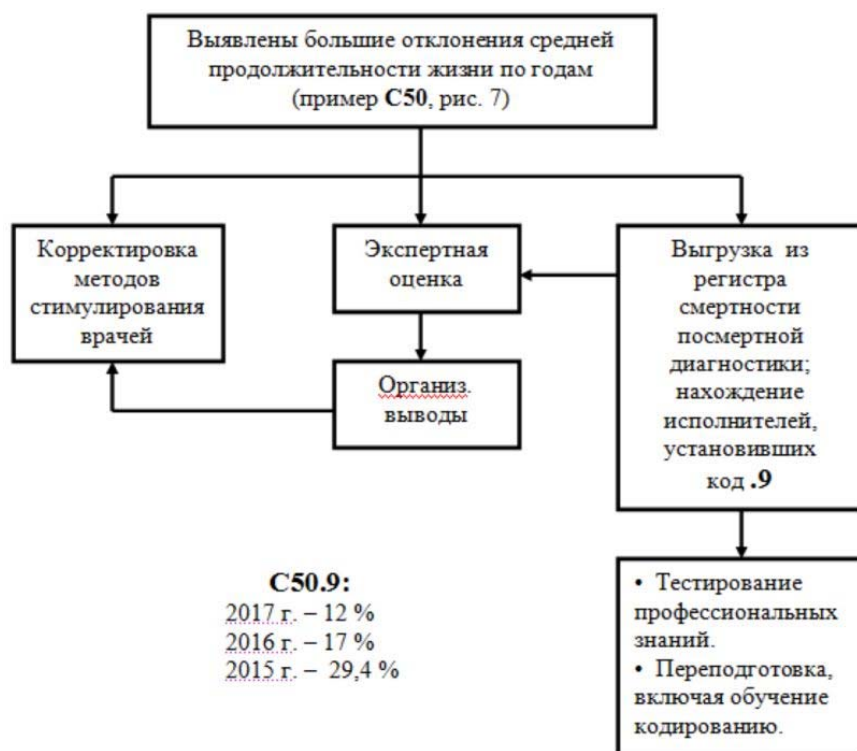 Выявлены большие отклонения средней
продолжительности жизни по годам
(пример С50, рис. 7)
Корректировка
методов
стимулирования
врачей
Экспертная
оценка
Организ.
выводы
Выгрузка из
регистра
смертности
посмертной
диагностики;
нахождение
исполнителей,
установивших
код .9
• Тестирование
профессиональных
знаний.
• Переподготовка,
включая обучение
кодированию.
С50.9:
2017 г. – 12 %
2016 г. – 17 %
2015 г. – 29,4 %